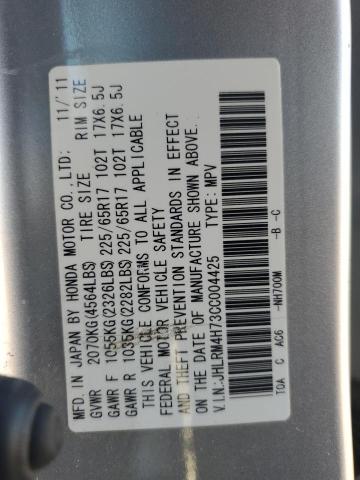 MFD. IN JAPAN BY HONDA MOTOR CO., LTD: 11/'11
GVWR 2070KG(4564LBS) TIRE SIZE RIM SIZE
GAWR F 1055KG(2326LBS) 225/65R17 102T 17X6.5J
GAWR R 1035KG(2282LBS) 225/65R17 102T 17X6.5J
THIS VEHICLE CONFORMS TO ALL APPLICABLE
FEDERAL MOTOR VEHICLE SAFETY
AND THEFT PREVENTION STANDARDS IN EFFECT
ON THE DATE OF MANUFACTURE SHOWN ABOVE.
V.I.N.:JHLRM4H73CC004425 TYPE: MPV
T0A C AC6 -NH700M -B -C